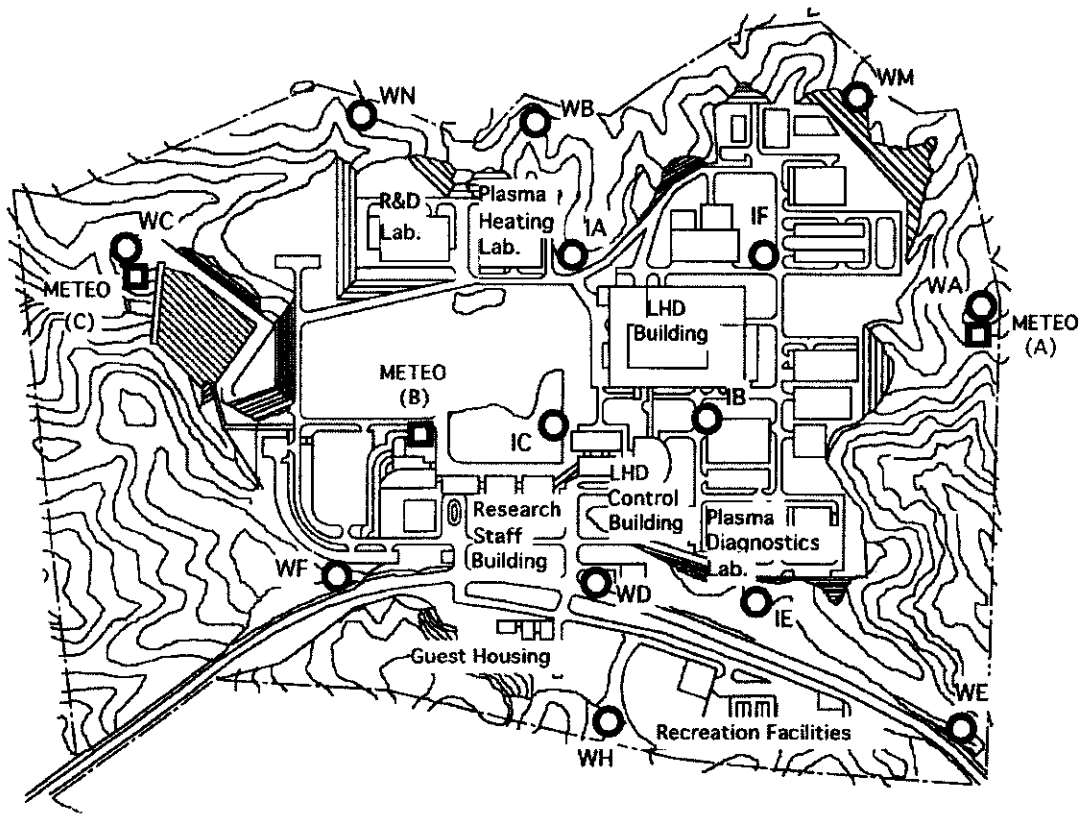 WN
WB
WM
R&D
Lab.
Plasma
Heating
Lab.
WC
IA
IF
METEO
(C)
WA
METEO
(A)
LHD
Building
METEO
(B)
IB
IC
LHD
Control
Building
Research
Staff
Building
Plasma
Diagnostics
Lab.
WF
WD
IE
Guest Housing
WE
Recreation Facilities
WH